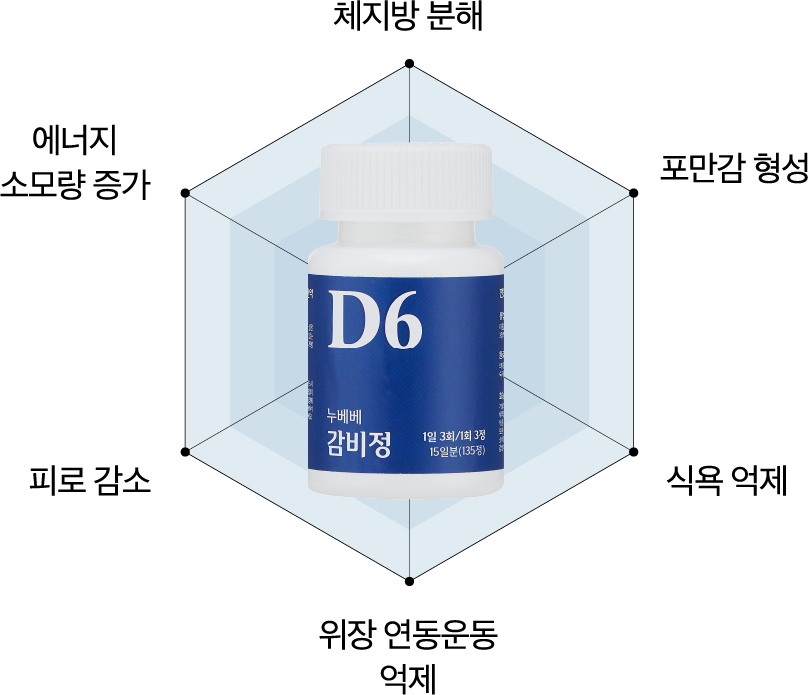 체지방 분해
에너지
소모량 증가
포만감 형성
D6
누베베
감비정
1일 3회/1회 3정
15일분(135정)
피로 감소
식욕 억제
위장 연동운동
억제